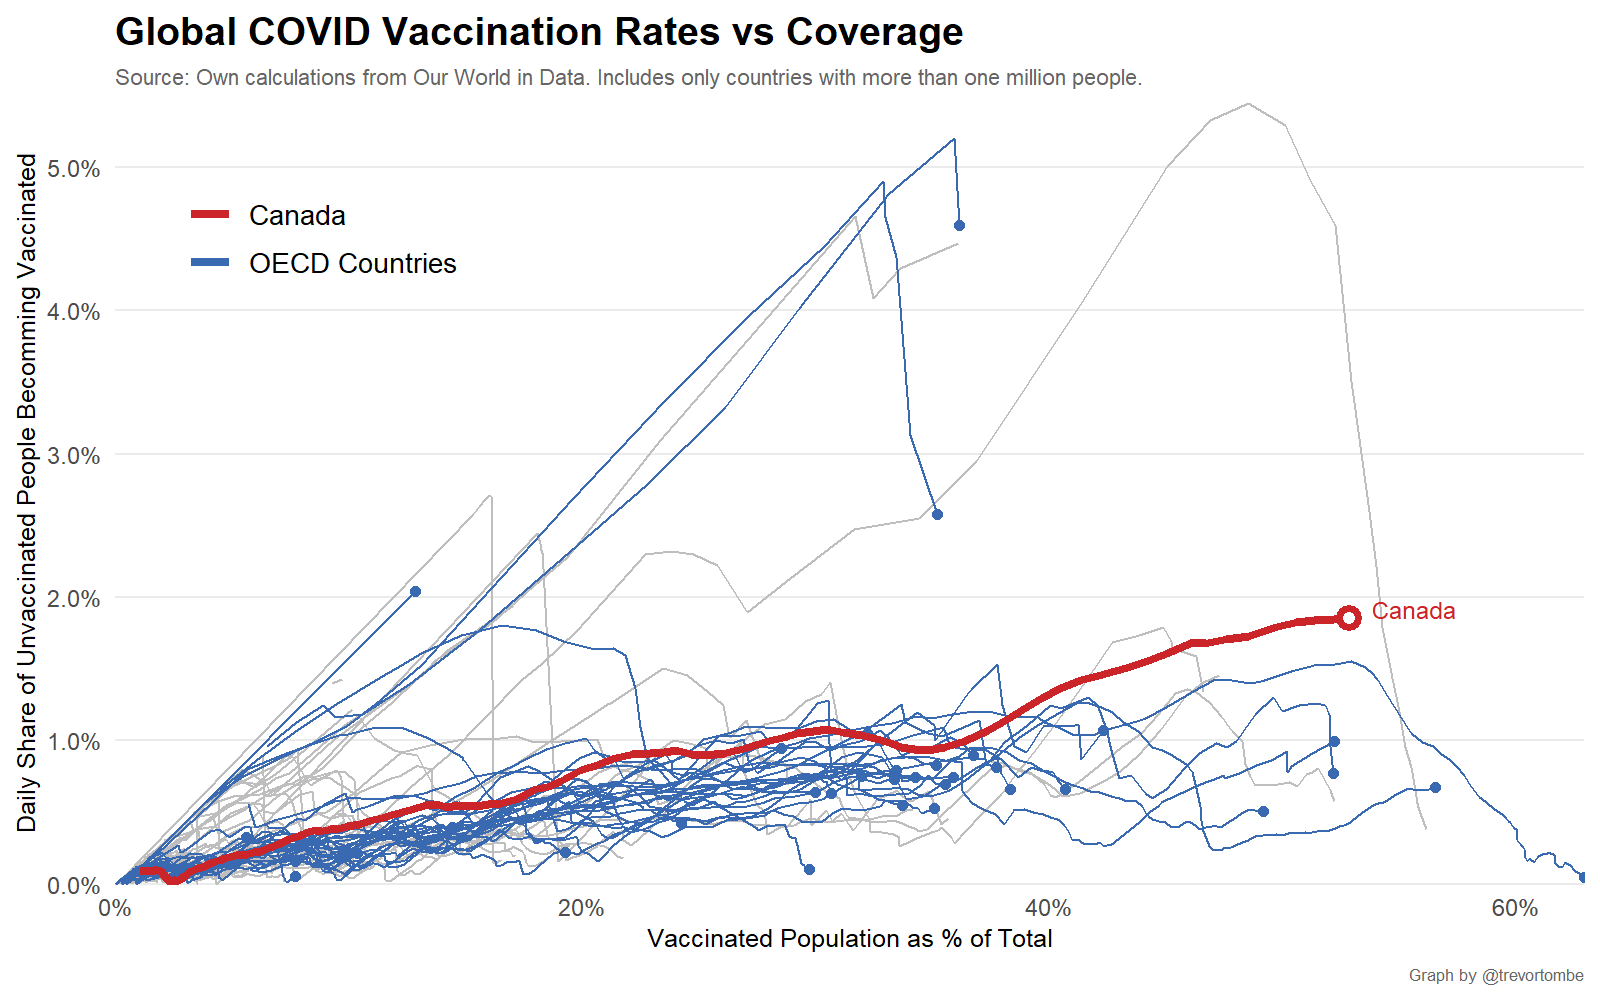 Global COVID Vaccination Rates vs Coverage
Source: Own calculations from Our World in Data. Includes only countries with more than one million people.
Daily Share of Unvaccinated People Becomming Vaccinated
5.0%
4.0%
3.0%
2.0%
1.0%
0.0%
Canada
OECD Countries
Canada
0%
20%
40%
60%
Vaccinated Population as % of Total
Graph by @trevortombe